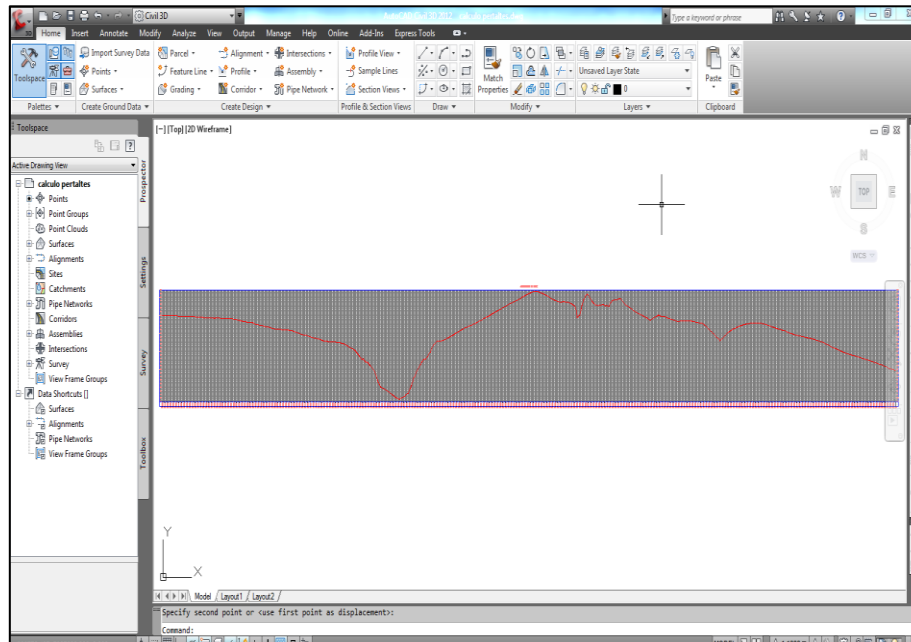 Civil 3D
Type a keyword or phrase
Home Insert Annotate Modify Analyze View Output Manage Help Online Add-Ins Express Tools
Toolspace
Import Survey Data
Points
Surfaces
Parcel
Feature Line
Grading
Alignment
Profile
Corridor
Intersections
Assembly
Pipe Network
Profile View
Sample Lines
Section Views
Match
Properties
Unsaved Layer State
0
Paste
Palettes
Create Ground Data
Create Design
Profile & Section Views
Draw
Modify
Layers
Clipboard
Toolspace
Active Drawing View
calculo pertaltes
Points
Point Groups
Point Clouds
Surfaces
Alignments
Sites
Catchments
Pipe Networks
Corridors
Assemblies
Intersections
Survey
View Frame Groups
Data Shortcuts []
Surfaces
Alignments
Pipe Networks
View Frame Groups
Prospector
Settings
Survey
Toolbox
[−] [Top] [2D Wireframe]
N
W
TOP
E
S
WCS
Y
X
Model Layout1 Layout2
Specify second point or <use first point as displacement>:
Command: